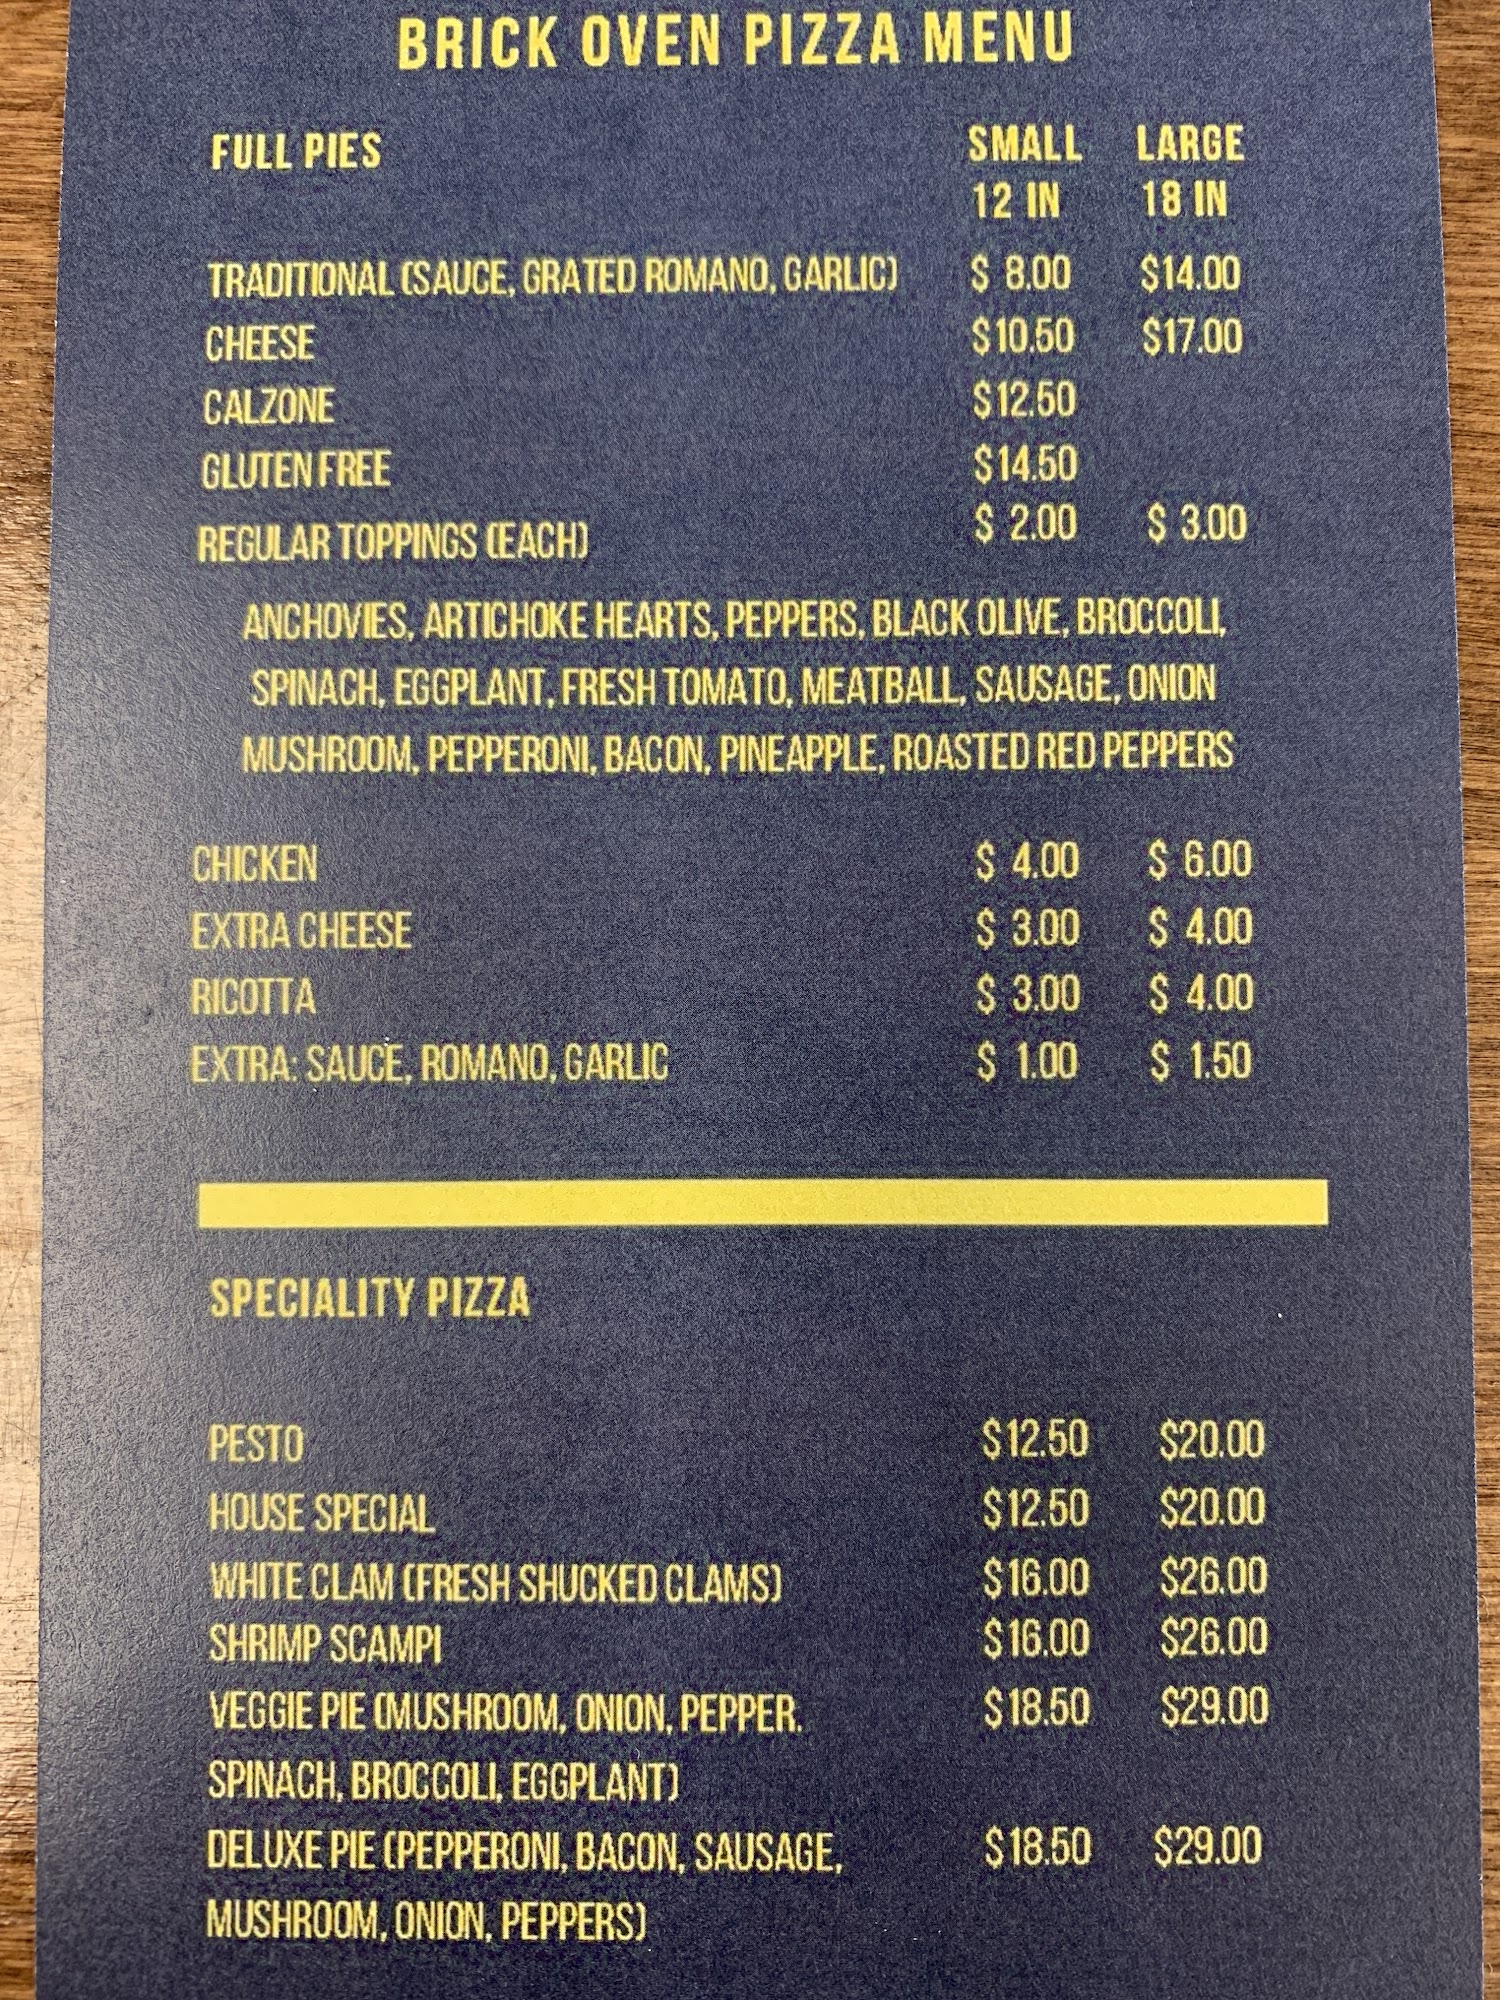 BRICK OVEN PIZZA MENU
FULL PIES SMALL LARGE
12 IN 18 IN
TRADITIONAL (SAUCE, GRATED ROMANO, GARLIC) $ 8.00 $14.00
CHEESE $10.50 $17.00
CALZONE $12.50
GLUTEN FREE $14.50
REGULAR TOPPINGS (EACH) $ 2.00 $ 3.00
ANCHOVIES, ARTICHOKE HEARTS, PEPPERS, BLACK OLIVE, BROCCOLI,
SPINACH, EGGPLANT, FRESH TOMATO, MEATBALL, SAUSAGE, ONION
MUSHROOM, PEPPERONI, BACON, PINEAPPLE, ROASTED RED PEPPERS
CHICKEN $ 4.00 $ 6.00
EXTRA CHEESE $ 3.00 $ 4.00
RICOTTA $ 3.00 $ 4.00
EXTRA: SAUCE, ROMANO, GARLIC $ 1.00 $ 1.50
SPECIALITY PIZZA
PESTO $12.50 $20.00
HOUSE SPECIAL $12.50 $20.00
WHITE CLAM (FRESH SHUCKED CLAMS) $16.00 $26.00
SHRIMP SCAMPI $16.00 $26.00
VEGGIE PIE (MUSHROOM, ONION, PEPPER. $18.50 $29.00
SPINACH, BROCCOLI, EGGPLANT)
DELUXE PIE (PEPPERONI, BACON, SAUSAGE, $18.50 $29.00
MUSHROOM, ONION, PEPPERS)